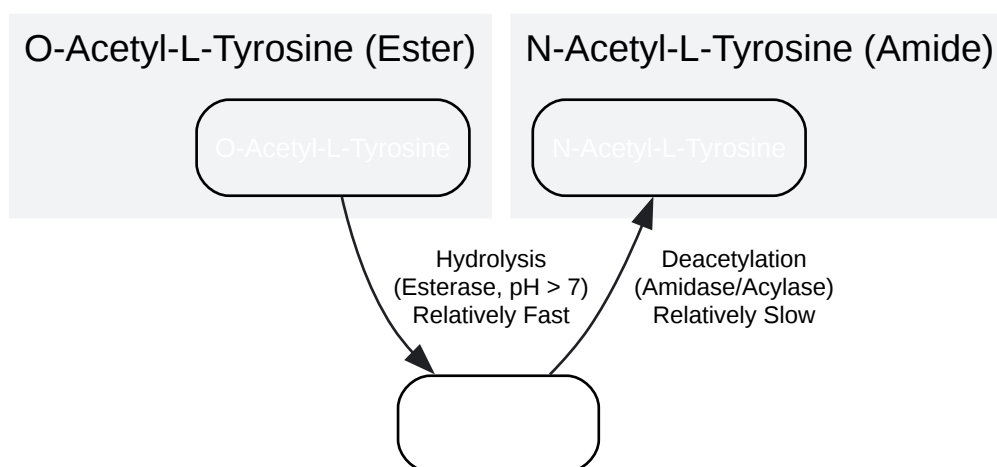 O-Acetyl-L-Tyrosine (Ester)
N-Acetyl-L-Tyrosine (Amide)
O-Acetyl-L-Tyrosine
N-Acetyl-L-Tyrosine
Hydrolysis
(Esterase, pH > 7)
Relatively Fast
Deacetylation
(Amidase/Acylase)
Relatively Slow